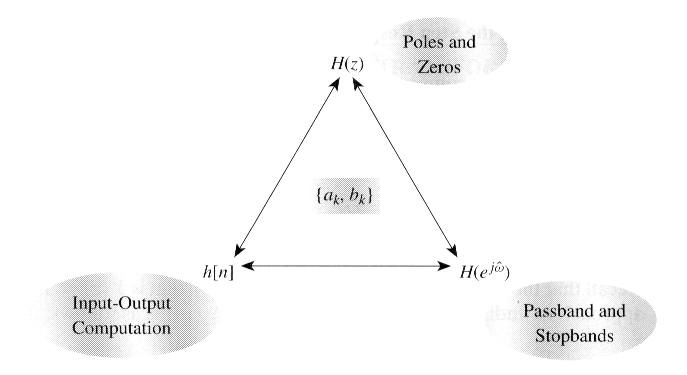 Poles and
Zeros
H(z)
{a_k, b_k}
h[n]
H(e^{jω̂})
Input-Output
Computation
Passband and
Stopbands